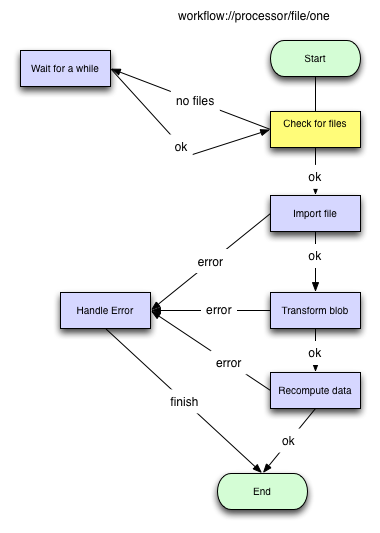 workflow://processor/file/one
Start
Wait for a while
no files
Check for files
ok
ok
Import file
ok
error
Handle Error
error
Transform blob
ok
error
Recompute data
finish
ok
End